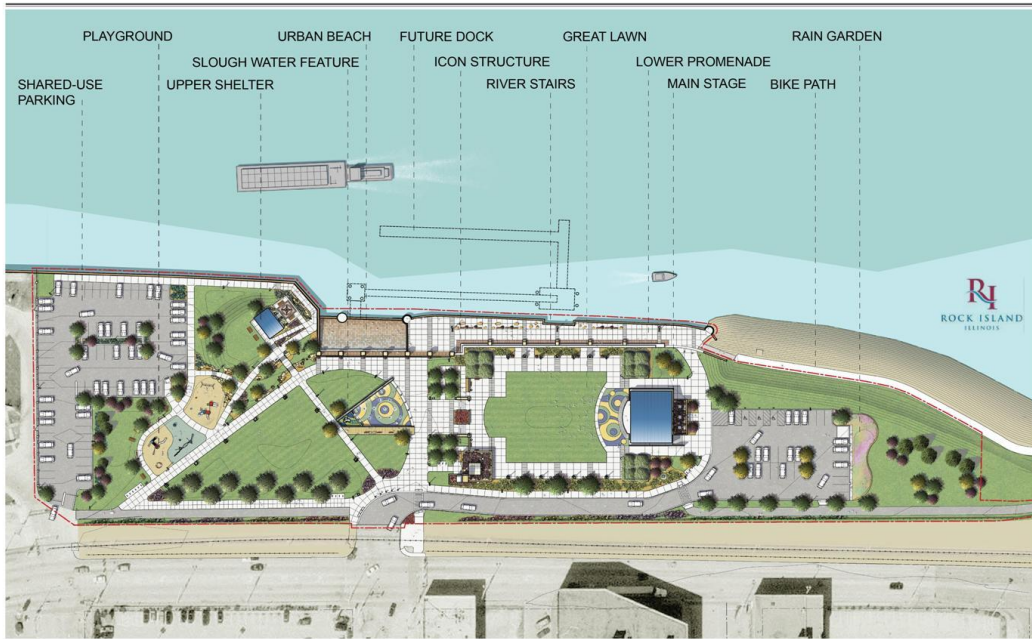 PLAYGROUND
URBAN BEACH
FUTURE DOCK
GREAT LAWN
RAIN GARDEN
SLOUGH WATER FEATURE
ICON STRUCTURE
LOWER PROMENADE
SHARED-USE
PARKING
UPPER SHELTER
RIVER STAIRS
MAIN STAGE
BIKE PATH
RI
ROCK ISLAND
ILLINOIS